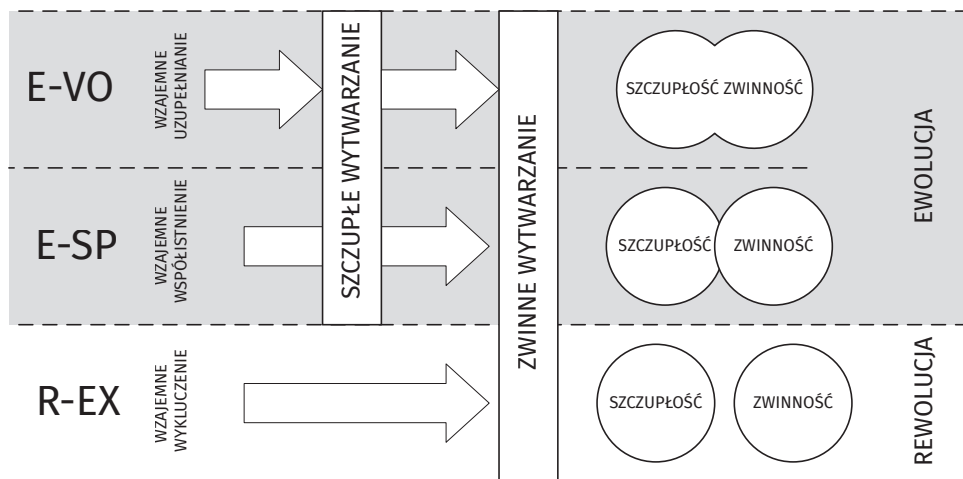 E-VO
WZAJEMNE
UZUPEŁNIANIE
SZCZUPŁE WYTWARZANIE
ZWINNE WYTWARZANIE
SZCZUPŁOŚĆ ZWINNOŚĆ
EWOLUCJA
E-SP
WZAJEMNE
WSPÓŁISTNIENIE
SZCZUPŁOŚĆ
ZWINNOŚĆ
R-EX
WZAJEMNE
WYKLUCZENIE
SZCZUPŁOŚĆ
ZWINNOŚĆ
REWOLUCJA